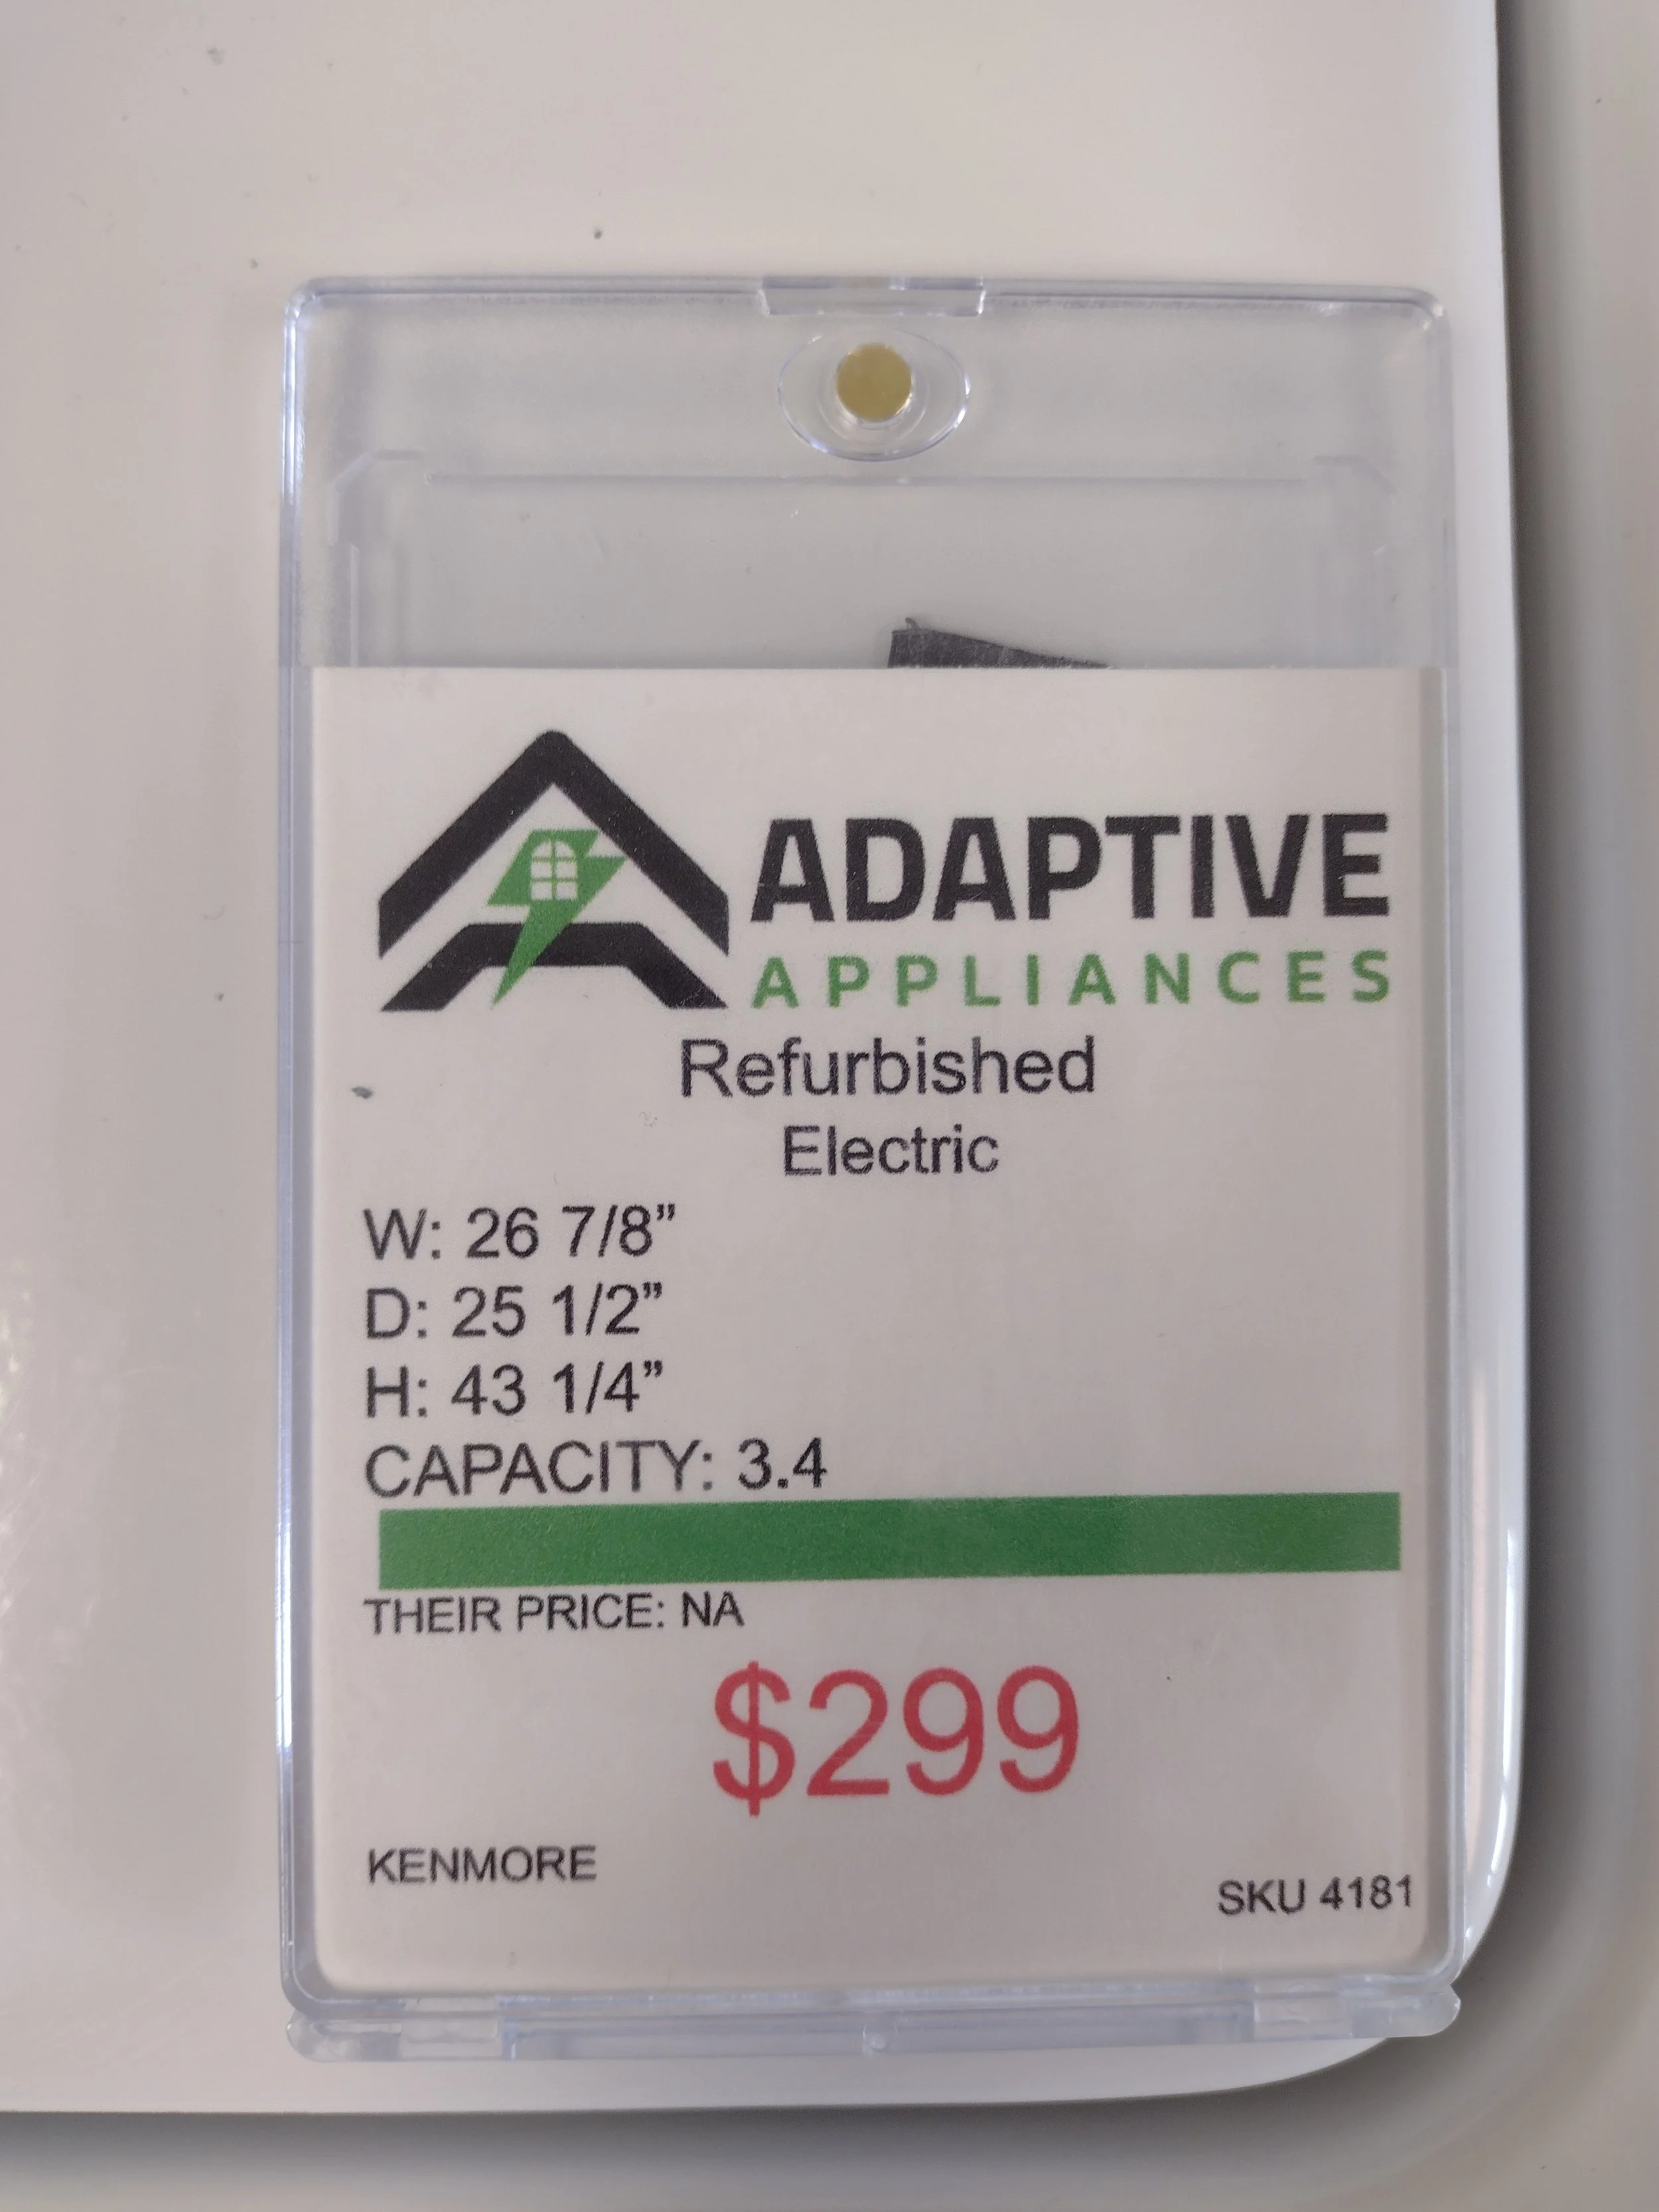 ADAPTIVE
APPLIANCES
Refurbished
Electric
W: 26 7/8”
D: 25 1/2”
H: 43 1/4”
CAPACITY: 3.4
THEIR PRICE: NA
$299
KENMORE
SKU 4181